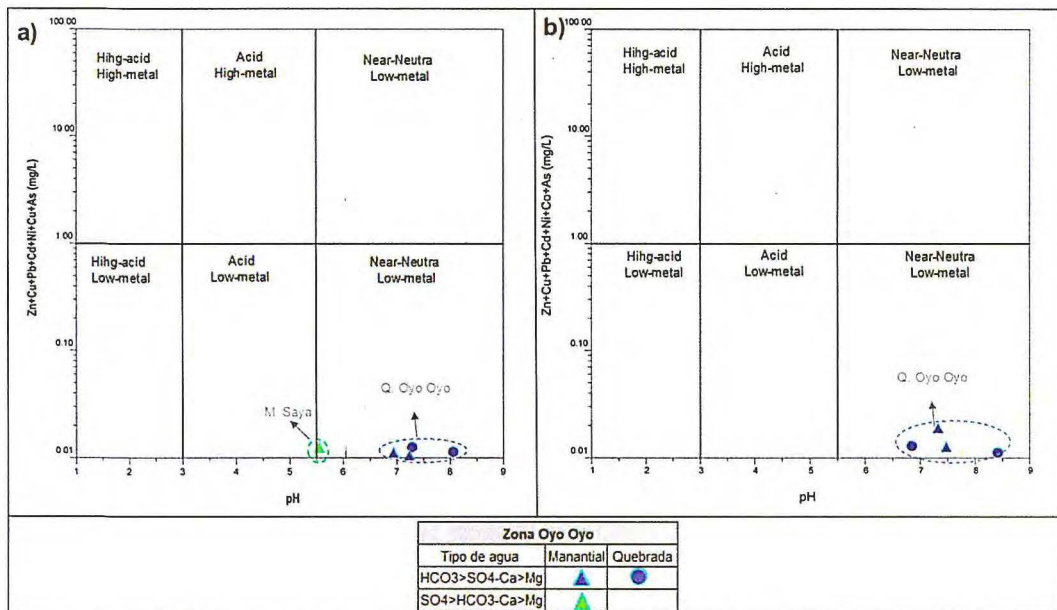 a)
100.00
10.00
1.00
0.10
0.01
Zn+Cu+Pb+Cd+Ni+Cu+As (mg/L)
Hihg-acid
High-metal
Acid
High-metal
Near-Neutra
Low-metal
Hihg-acid
Low-metal
Acid
Low-metal
Near-Neutra
Low-metal
M. Saya
Q. Oyo Oyo
1 2 3 4 5 6 7 8 9
pH
b)
100.00
10.00
1.00
0.10
0.01
Zn+Cu+Pb+Cd+Ni+Co+As (mg/L)
Hihg-acid
High-metal
Acid
High-metal
Near-Neutra
Low-metal
Hihg-acid
Low-metal
Acid
Low-metal
Near-Neutra
Low-metal
Q. Oyo Oyo
1 2 3 4 5 6 7 8 9
pH
Zona Oyo Oyo
Tipo de agua Manantial Quebrada
HCO3>SO4-Ca>Mg
SO4>HCO3-Ca>Mg